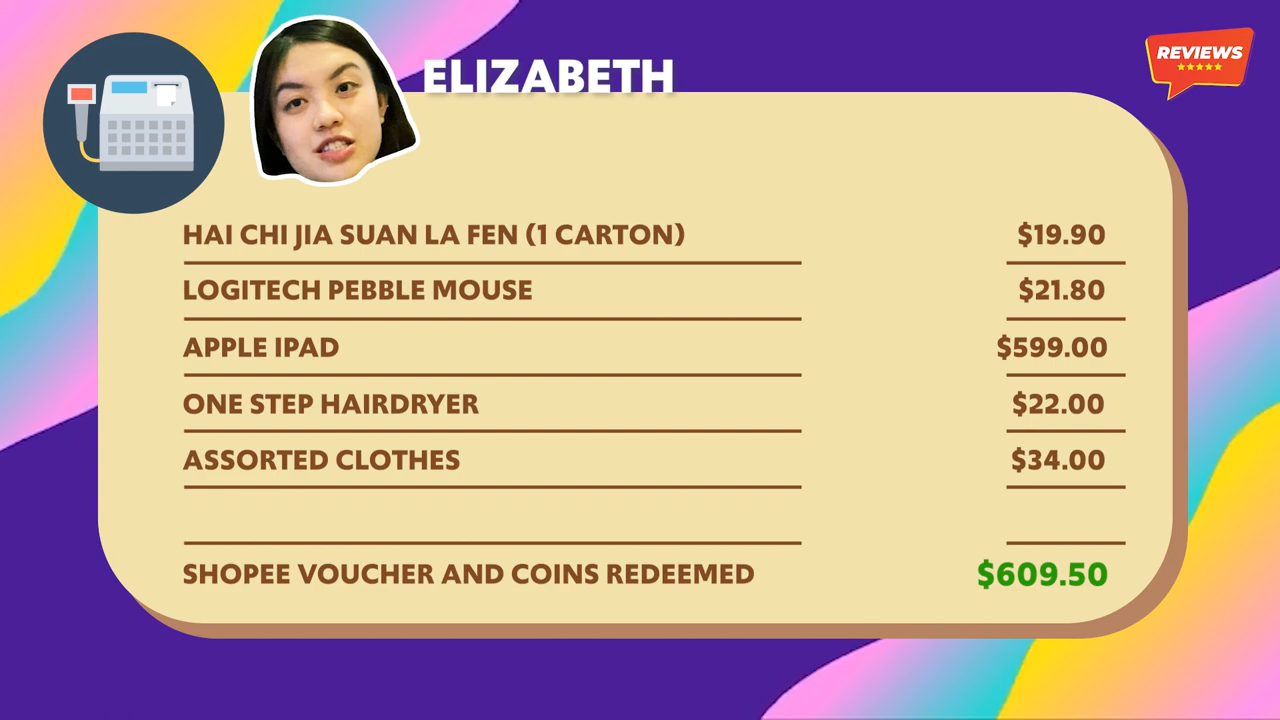 ELIZABETH
REVIEWS
HAI CHI JIA SUAN LA FEN (1 CARTON) $19.90
LOGITECH PEBBLE MOUSE $21.80
APPLE IPAD $599.00
ONE STEP HAIRDRYER $22.00
ASSORTED CLOTHES $34.00
SHOPEE VOUCHER AND COINS REDEEMED $609.50